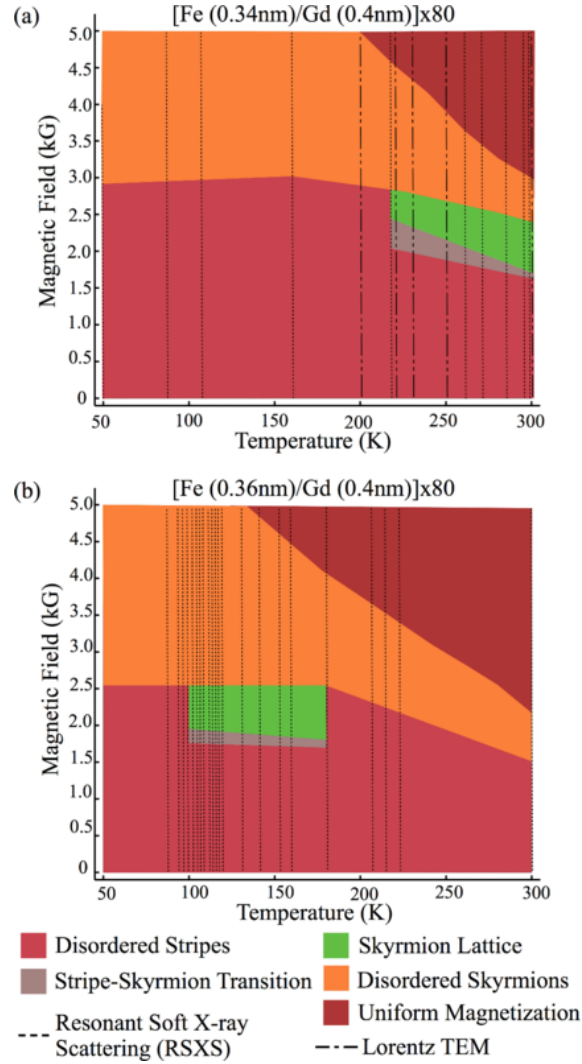 (a)
[Fe (0.34nm)/Gd (0.4nm)]x80
Magnetic Field (kG)
5.0
4.5
4.0
3.5
3.0
2.5
2.0
1.5
1.0
0.5
0
50 100 150 200 250 300
Temperature (K)
(b)
[Fe (0.36nm)/Gd (0.4nm)]x80
Magnetic Field (kG)
5.0
4.5
4.0
3.5
3.0
2.5
2.0
1.5
1.0
0.5
0
50 100 150 200 250 300
Temperature (K)
Disordered Stripes
Skyrmion Lattice
Stripe-Skyrmion Transition
Disordered Skyrmions
Uniform Magnetization
Resonant Soft X-ray
Scattering (RSXS)
Lorentz TEM